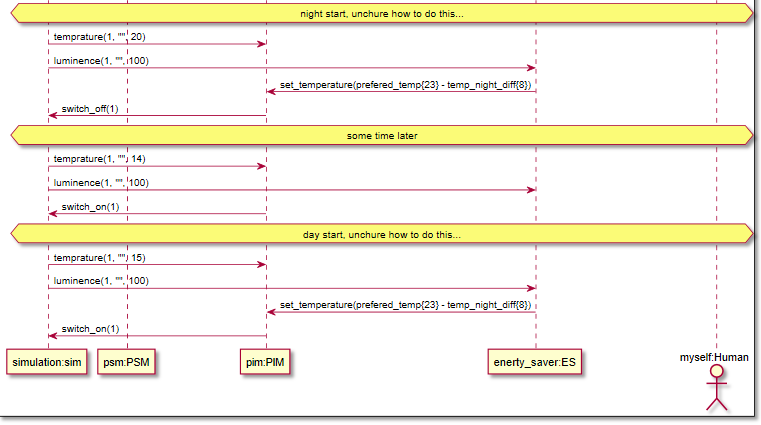 night start, unchure how to do this...
temprature(1, "", 20)
luminence(1, "", 100)
set_temperature(prefered_temp{23} - temp_night_diff{8})
switch_off(1)
some time later
temprature(1, "", 14)
luminence(1, "", 100)
switch_on(1)
day start, unchure how to do this...
temprature(1, "", 15)
luminence(1, "", 100)
set_temperature(prefered_temp{23} - temp_night_diff{8})
switch_on(1)
simulation:sim psm:PSM pim:PIM enerty_saver:ES myself:Human